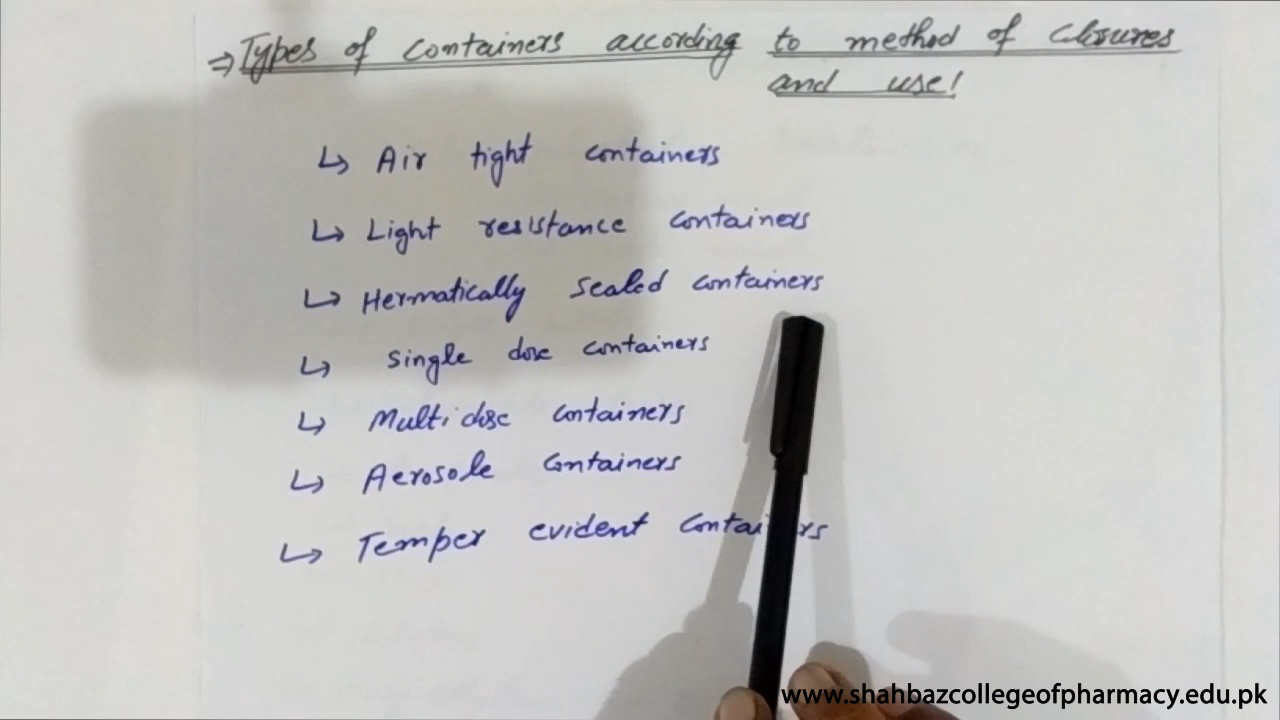 ⇒ Types of containers according to method of closures
and use!
↳ Air tight containers
↳ Light resistance containers
↳ Hermatically sealed containers
↳ single dose containers
↳ Multidose containers
↳ Aerosole containers
↳ Temper evident
www.shahbazcollegeofpharmacy.edu.pk